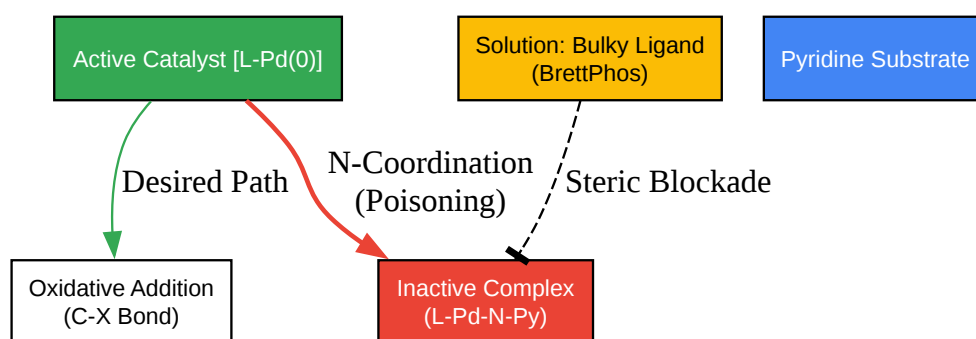 Active Catalyst [L-Pd(0)]
Solution: Bulky Ligand
(BrettPhos)
Pyridine Substrate
Desired Path
N-Coordination
(Poisoning)
Steric Blockade
Oxidative Addition
(C-X Bond)
Inactive Complex
(L-Pd-N-Py)